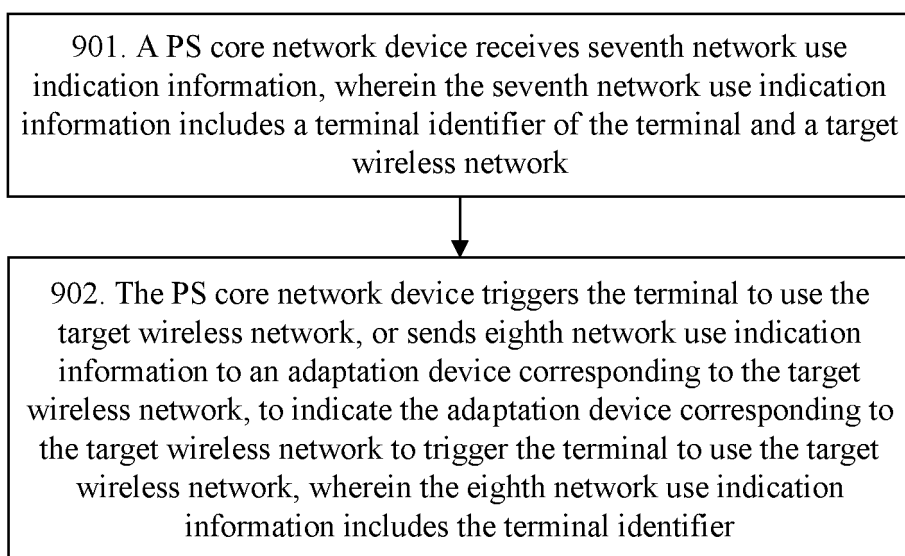 901. A PS core network device receives seventh network use
indication information, wherein the seventh network use indication
information includes a terminal identifier of the terminal and a target
wireless network
902. The PS core network device triggers the terminal to use the
target wireless network, or sends eighth network use indication
information to an adaptation device corresponding to the target
wireless network, to indicate the adaptation device corresponding to
the target wireless network to trigger the terminal to use the target
wireless network, wherein the eighth network use indication
information includes the terminal identifier